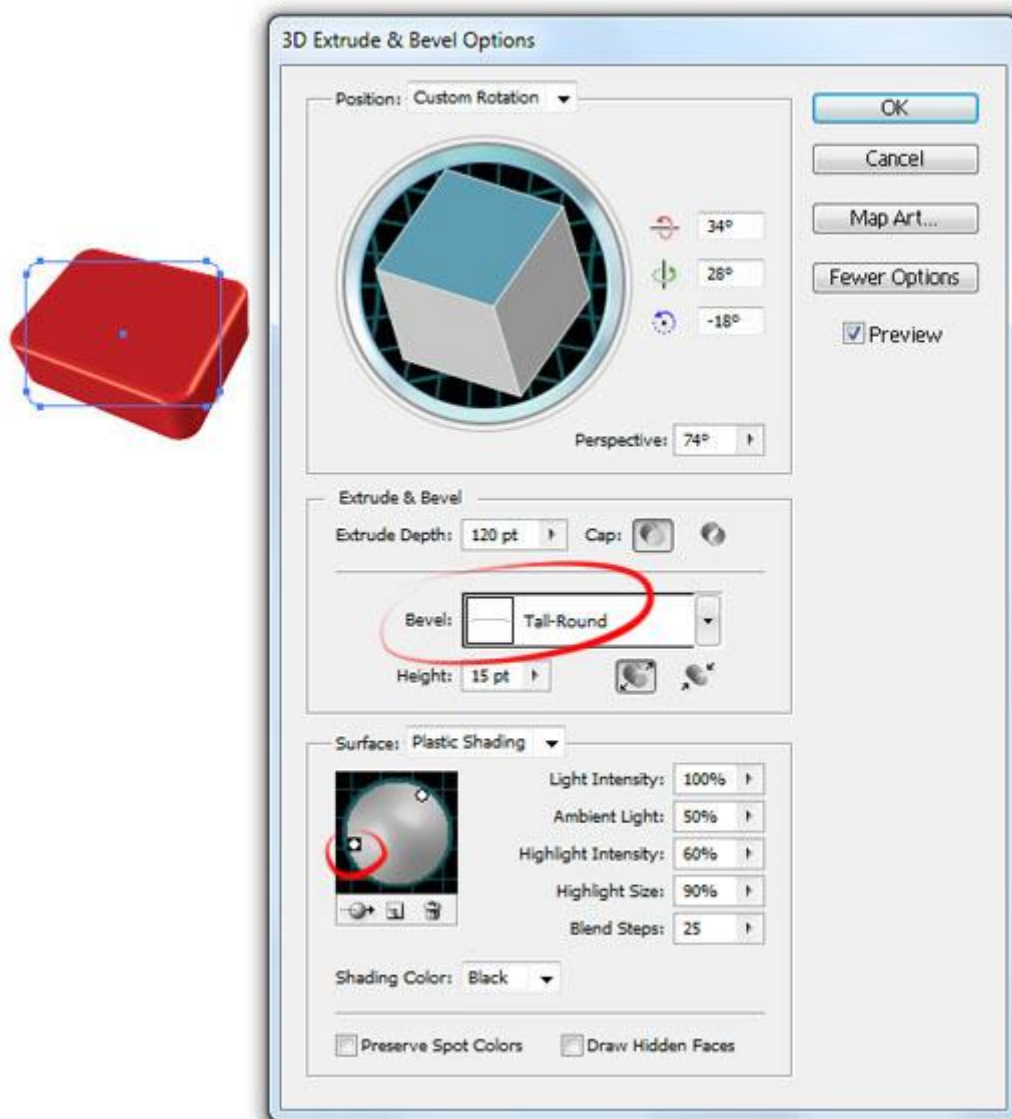 3D Extrude & Bevel Options
Position: Custom Rotation
OK
Cancel
Map Art...
Fewer Options
Preview
34°
28°
-18°
Perspective: 74°
Extrude & Bevel
Extrude Depth: 120 pt Cap:
Bevel: Tall-Round
Height: 15 pt
Surface: Plastic Shading
Light Intensity: 100%
Ambient Light: 50%
Highlight Intensity: 60%
Highlight Size: 90%
Blend Steps: 25
Shading Color: Black
Preserve Spot Colors Draw Hidden Faces